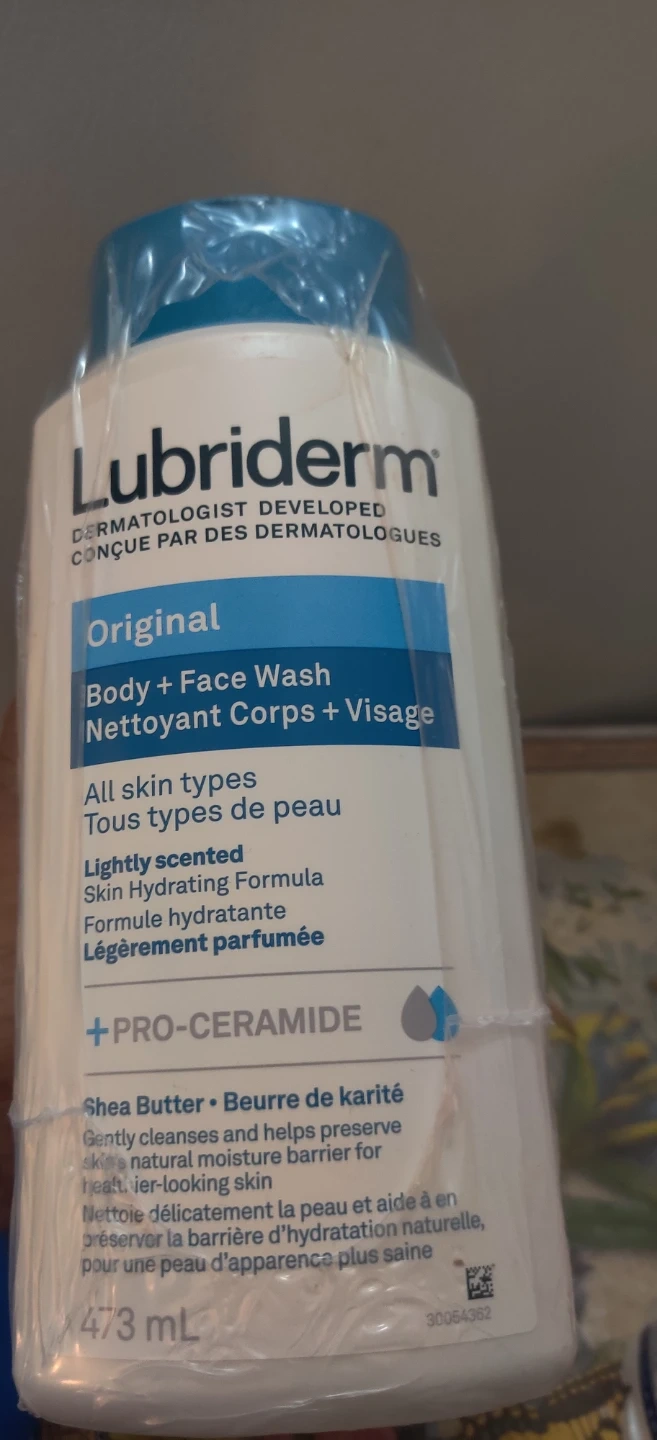 Lubriderm®
DERMATOLOGIST DEVELOPED
CONÇUE PAR DES DERMATOLOGUES
Original
Body + Face Wash
Nettoyant Corps + Visage
All skin types
Tous types de peau
Lightly scented
Skin Hydrating Formula
Formule hydratante
Légèrement parfumée
+PRO-CERAMIDE
Shea Butter • Beurre de karité
Gently cleanses and helps preserve
skin's natural moisture barrier for
healthier-looking skin
Nettoie délicatement la peau et aide à en
préserver la barrière d'hydratation naturelle,
pour une peau d'apparence plus saine
473 mL
30064362